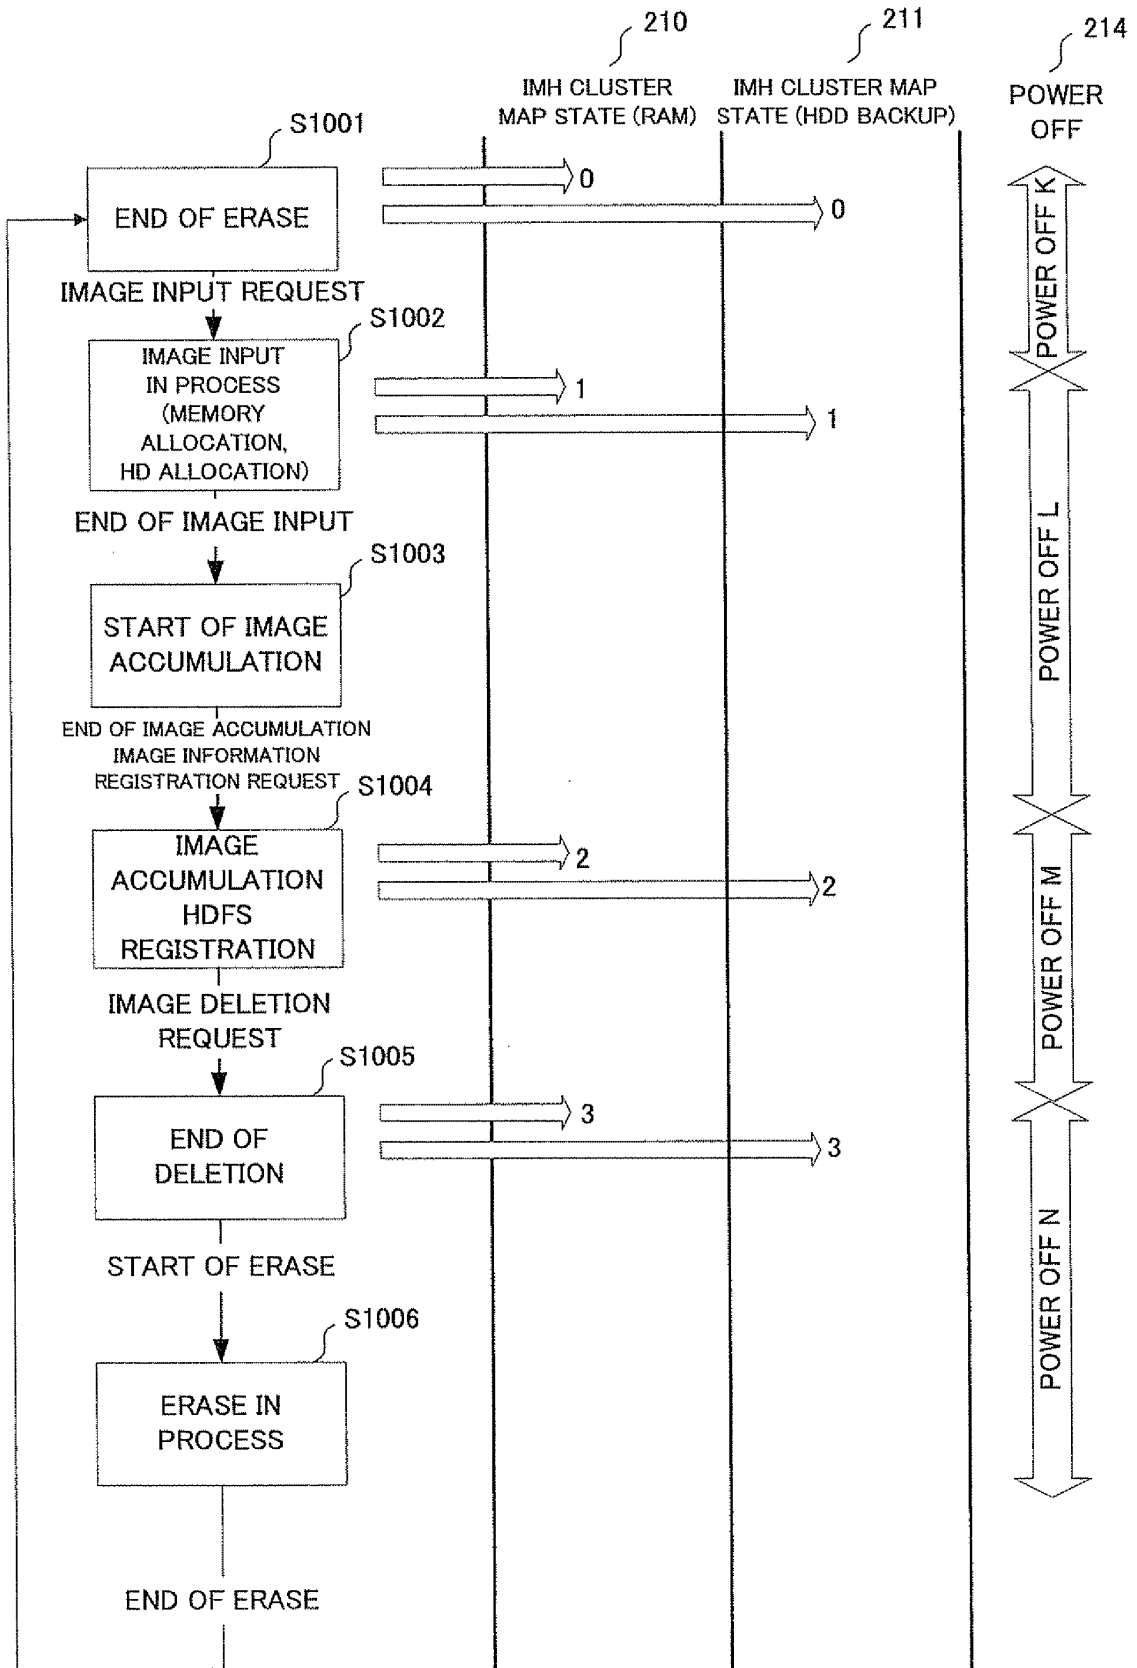 210
211
214
IMH CLUSTER
MAP STATE (RAM)
IMH CLUSTER MAP
STATE (HDD BACKUP)
POWER
OFF
S1001
END OF ERASE
0
0
IMAGE INPUT REQUEST
S1002
IMAGE INPUT
IN PROCESS
(MEMORY
ALLOCATION,
HD ALLOCATION)
1
1
END OF IMAGE INPUT
S1003
START OF IMAGE
ACCUMULATION
END OF IMAGE ACCUMULATION
IMAGE INFORMATION
REGISTRATION REQUEST
S1004
IMAGE
ACCUMULATION
HDFS
REGISTRATION
2
2
IMAGE DELETION
REQUEST
S1005
END OF
DELETION
3
3
START OF ERASE
S1006
ERASE IN
PROCESS
END OF ERASE
POWER OFF K
POWER OFF L
POWER OFF M
POWER OFF N